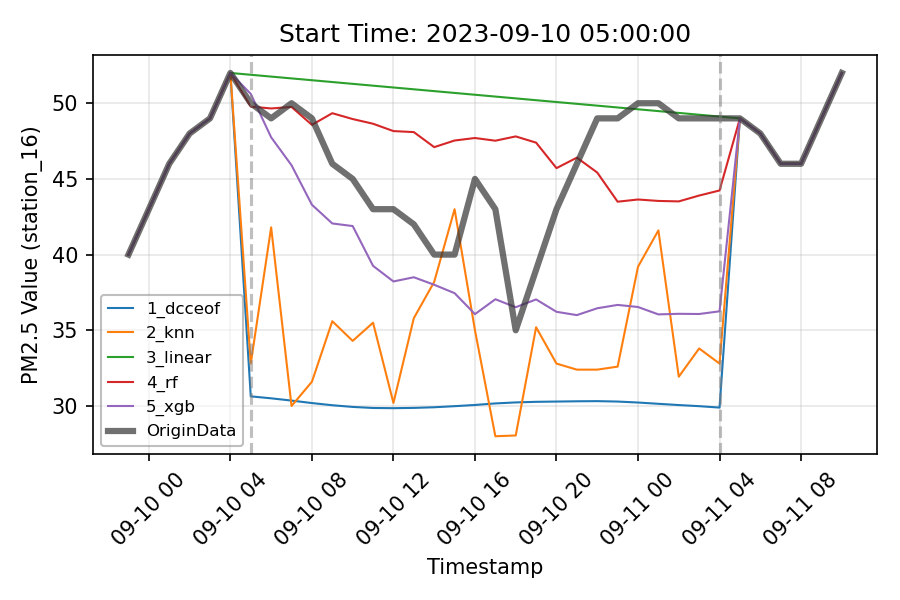 Start Time: 2023-09-10 05:00:00
PM2.5 Value (station_16)
50
45
40
35
30
1_dcceof
2_knn
3_linear
4_rf
5_xgb
OriginData
09-10 00
09-10 04
09-10 08
09-10 12
09-10 16
09-10 20
09-11 00
09-11 04
09-11 08
Timestamp